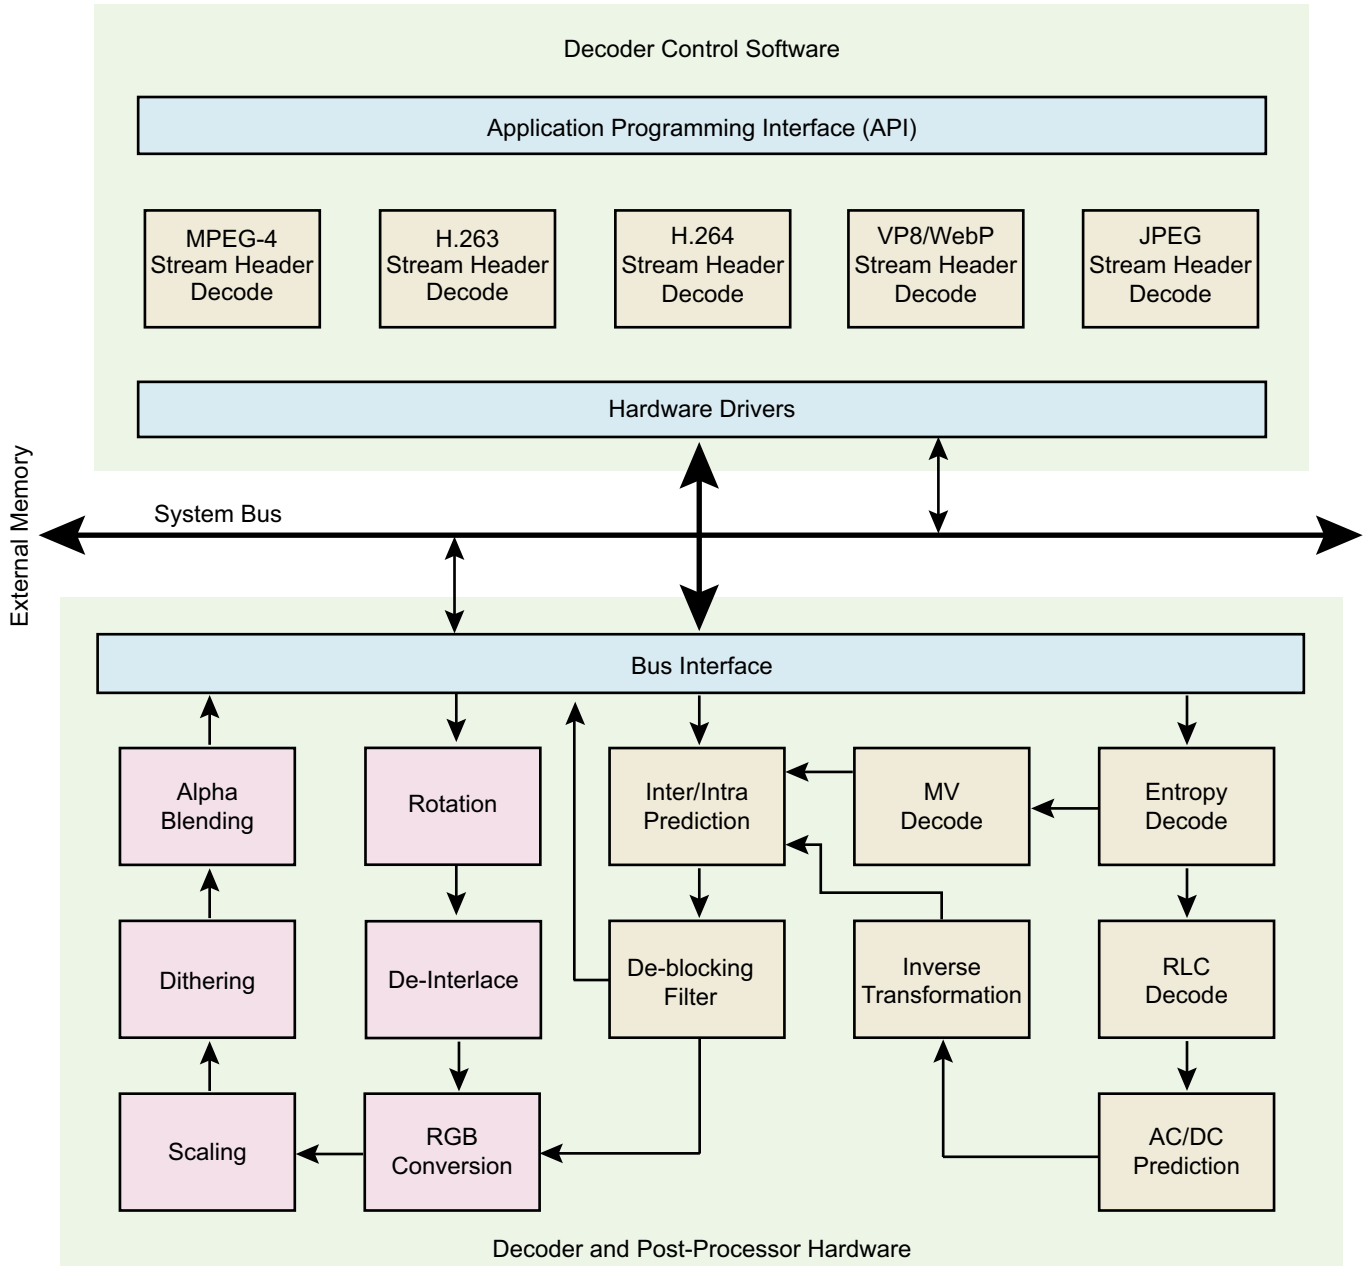 Decoder Control Software
Application Programming Interface (API)
MPEG-4
Stream Header
Decode
H.263
Stream Header
Decode
H.264
Stream Header
Decode
VP8/WebP
Stream Header
Decode
JPEG
Stream Header
Decode
Hardware Drivers
External Memory
System Bus
Bus Interface
Alpha
Blending
Rotation
Inter/Intra
Prediction
MV
Decode
Entropy
Decode
Dithering
De-Interlace
De-blocking
Filter
Inverse
Transformation
RLC
Decode
Scaling
RGB
Conversion
AC/DC
Prediction
Decoder and Post-Processor Hardware